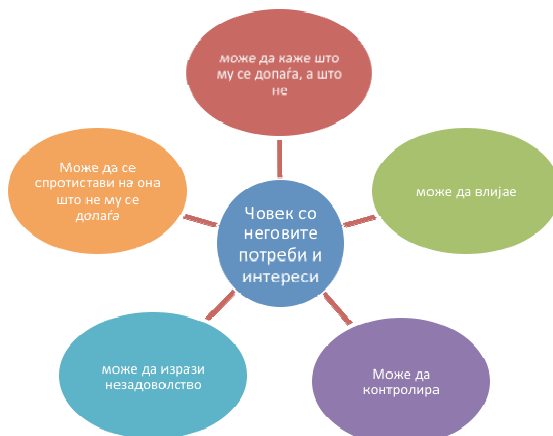 може да каже што
му се допаѓа, а што
не
може да влијае
Може да
контролира
може да изрази
незадоволство
Може да се
спротистави на она
што не му се
допаѓа
Човек со
неговите
потреби и
интереси